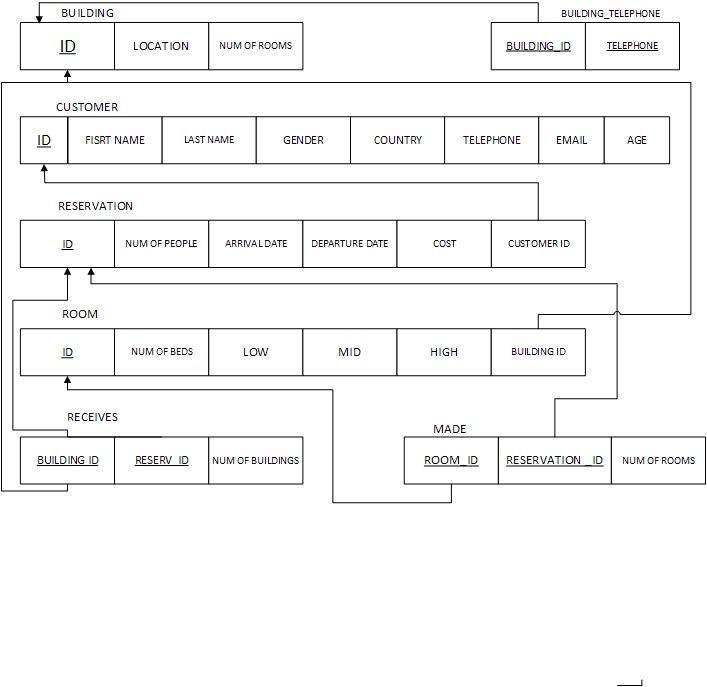 BUILDING
BUILDING_TELEPHONE
ID LOCATION NUM OF ROOMS
BUILDING_ID TELEPHONE
CUSTOMER
ID FISRT NAME LAST NAME GENDER COUNTRY TELEPHONE EMAIL AGE
RESERVATION
ID NUM OF PEOPLE ARRIVAL DATE DEPARTURE DATE COST CUSTOMER ID
ROOM
ID NUM OF BEDS LOW MID HIGH BUILDING ID
RECEIVES
MADE
BUILDING ID RESERV_ID NUM OF BUILDINGS
ROOM_ID RESERVATION _ID NUM OF ROOMS